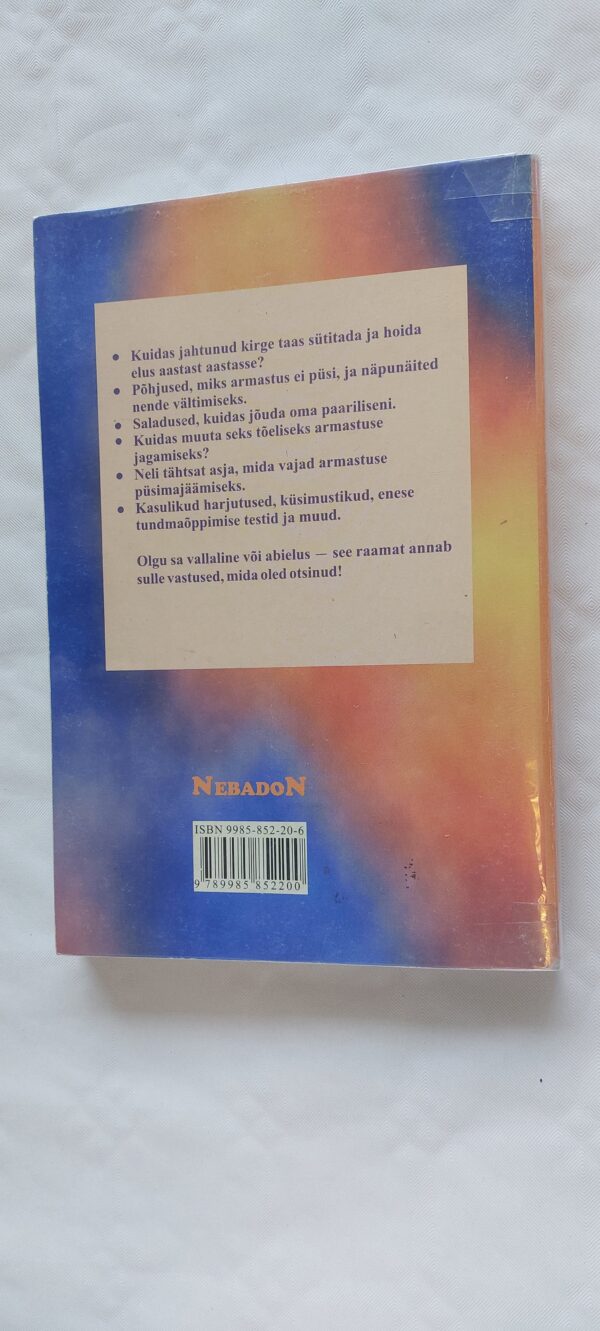 • Kuidas jahtunud kirge taas sütitada ja hoida
elus aastast aastasse?
• Põhjused, miks armastus ei püsi, ja näpunäited
nende vältimiseks.
• Saladused, kuidas jõuda oma paariliseni.
• Kuidas muuta seks tõeliseks armastuse
jagamiseks?
• Neli tähtsat asja, mida vajad armastuse
püsimajäämiseks.
• Kasulikud harjutused, küsimustikud, enese
tundmaõppimise testid ja muud.
Olgu sa vallaline või abielus — see raamat annab
sulle vastused, mida oled otsinud!
NEBADON
ISBN 9985-852-20-6
9 789985 852200